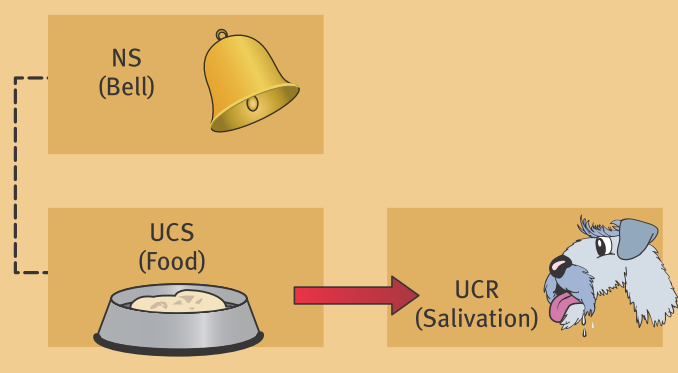 NS
(Bell)
UCS
(Food)
UCR
(Salivation)